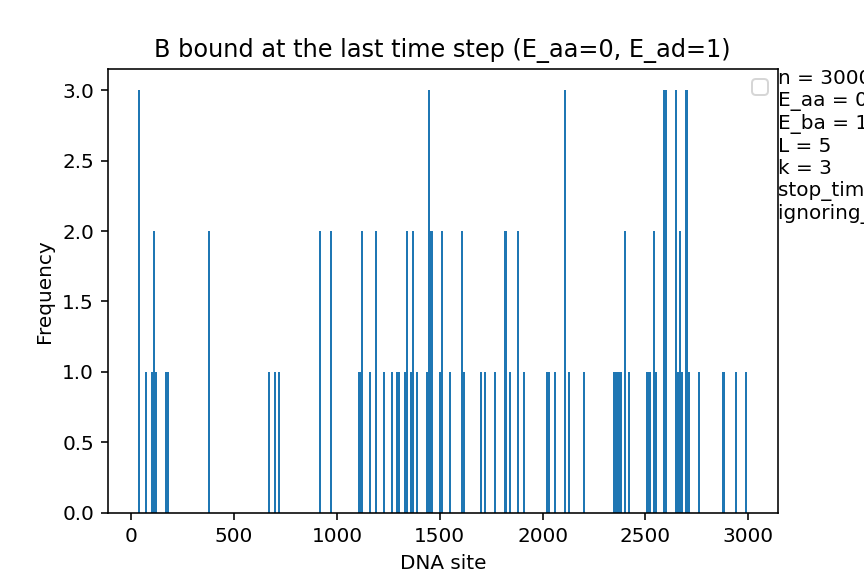 B bound at the last time step (E_aa=0, E_ad=1)
n = 3000
E_aa = 0
E_ba = 1
L = 5
k = 3
stop_tim
ignoring_
3.0
2.5
2.0
1.5
1.0
0.5
0.0
Frequency
0 500 1000 1500 2000 2500 3000
DNA site